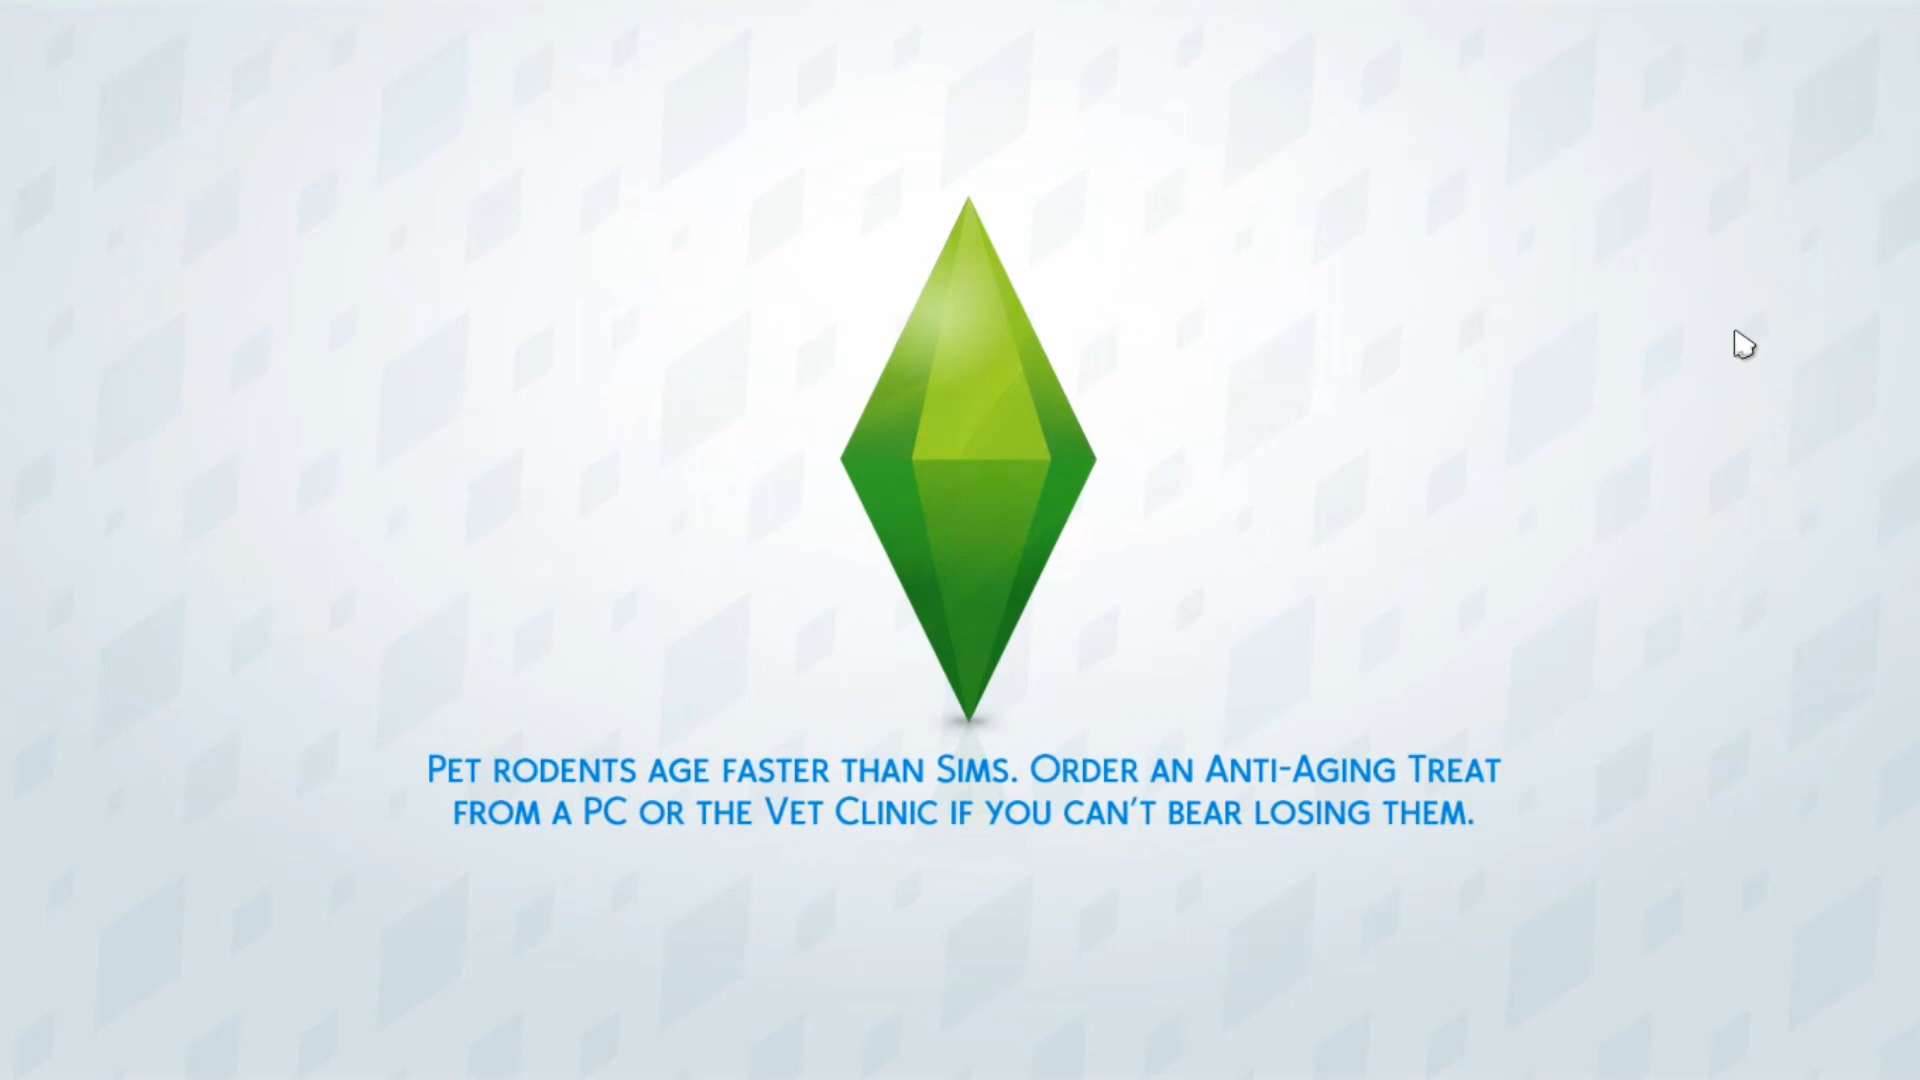 Pet rodents age faster than Sims. Order an Anti-Aging Treat
from a PC or the Vet Clinic if you can't bear losing them.